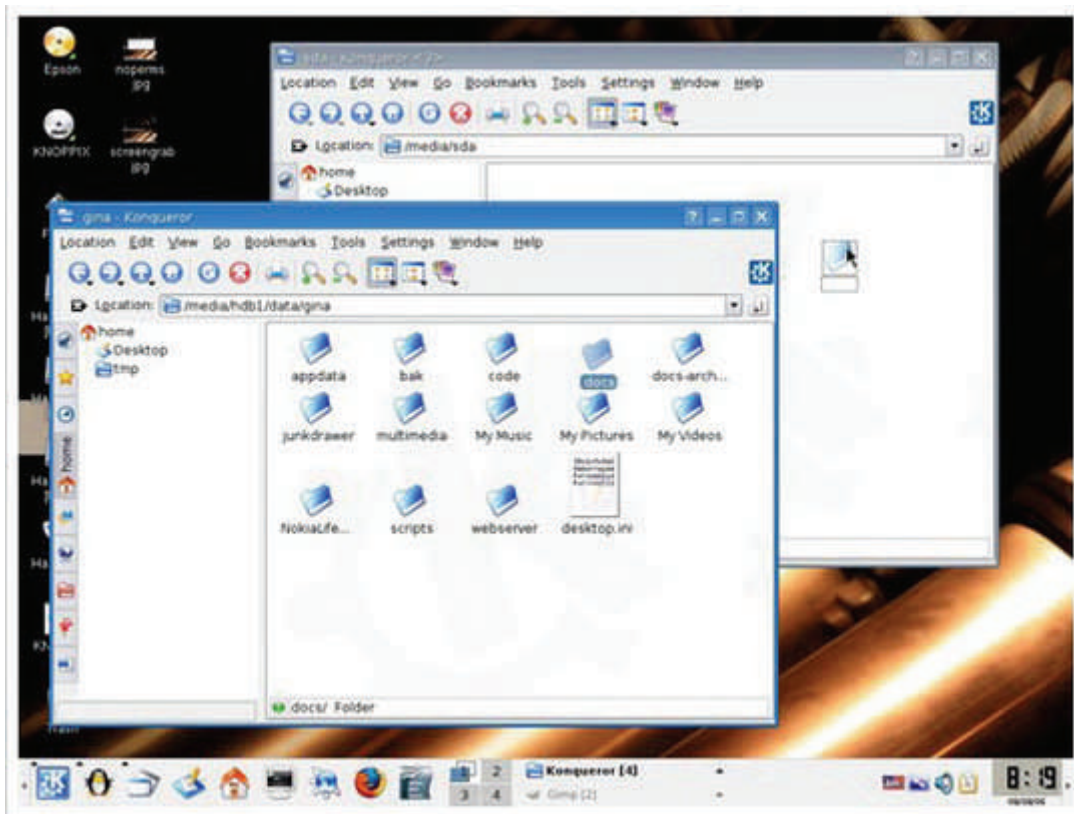 Epson
noperms
jpg
KNOPPIX
screengrab
jpg
Location Edit View Go Bookmarks Tools Settings Window Help
Location: /media/sda
home
Desktop
gina - Konqueror
Location Edit View Go Bookmarks Tools Settings Window Help
Location: /media/hdb1/data/gina
home
Desktop
tmp
home
appdata bak code docs docs-arch...
junkdrawer multimedia My Music My Pictures My Videos
NokiaLife... scripts webserver desktop.ini
docs/ Folder
1 2
3 4
Konqueror [4]
Gimp [2]
8:19